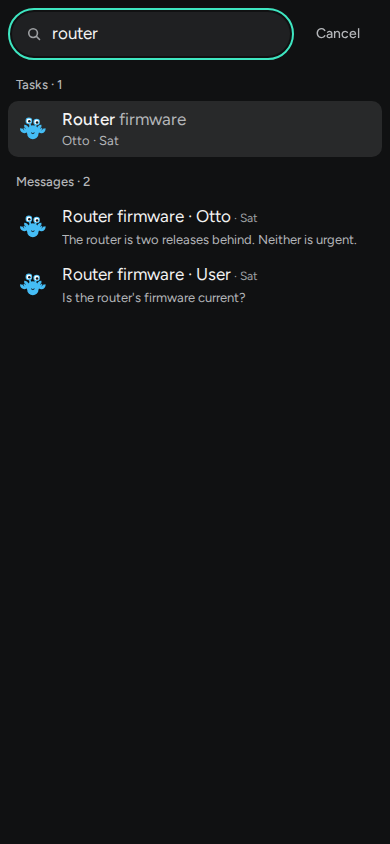 router
Cancel
Tasks · 1
Router firmware
Otto · Sat
Messages · 2
Router firmware · Otto · Sat
The router is two releases behind. Neither is urgent.
Router firmware · User · Sat
Is the router's firmware current?